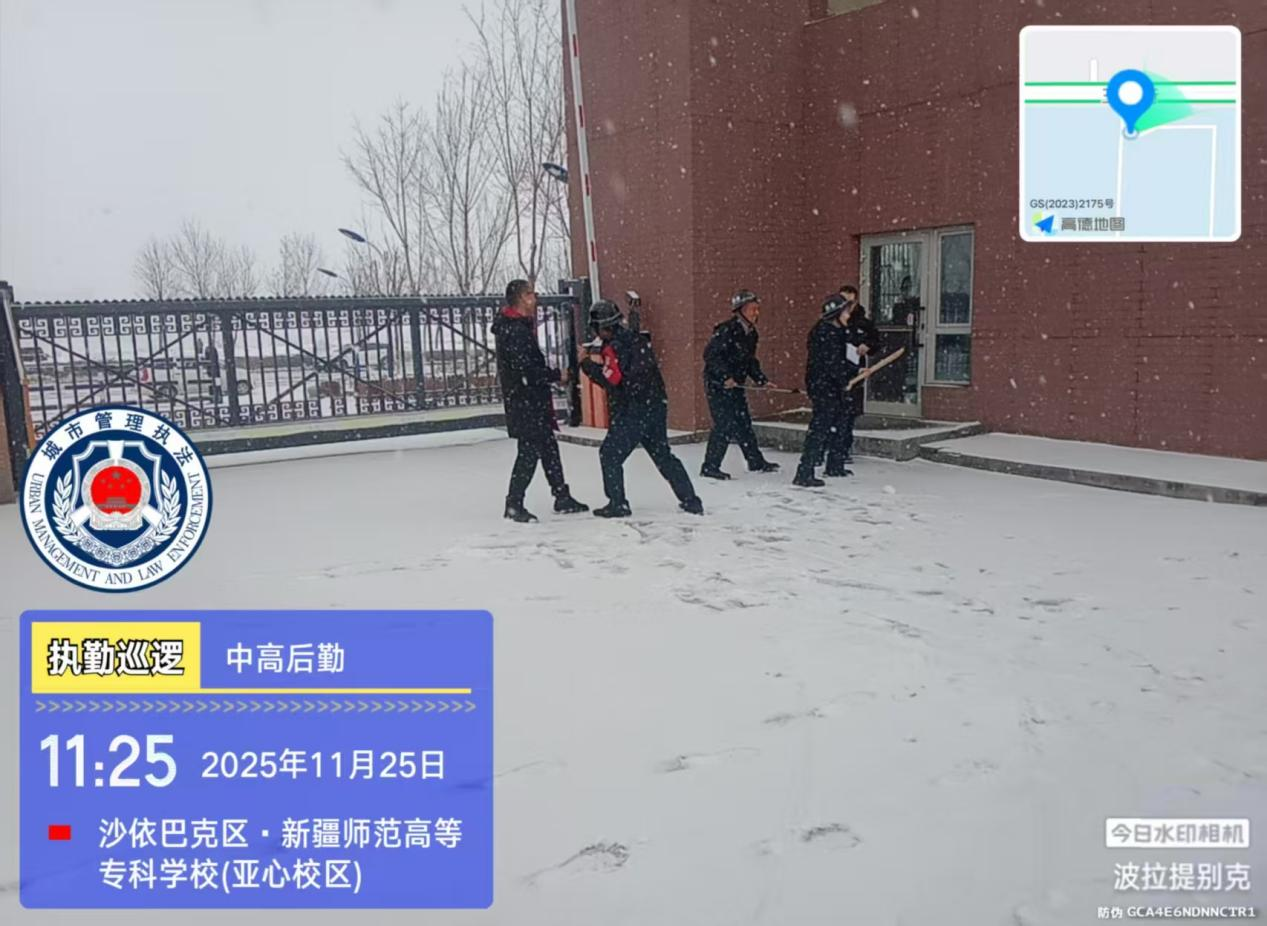 GS(2023)2175号
高德地图
城市管理执法
URBAN MANAGEMENT AND LAW ENFORCEMENT
执勤巡逻
中高后勤
>>>>>>>>>>>>>>>>>>>>>>>>>>>>>>>>>
11:25
2025年11月25日
沙依巴克区·新疆师范高等
专科学校(亚心校区)
今日水印相机
波拉提别克
防伪 GCA4E6NDNNCTR1